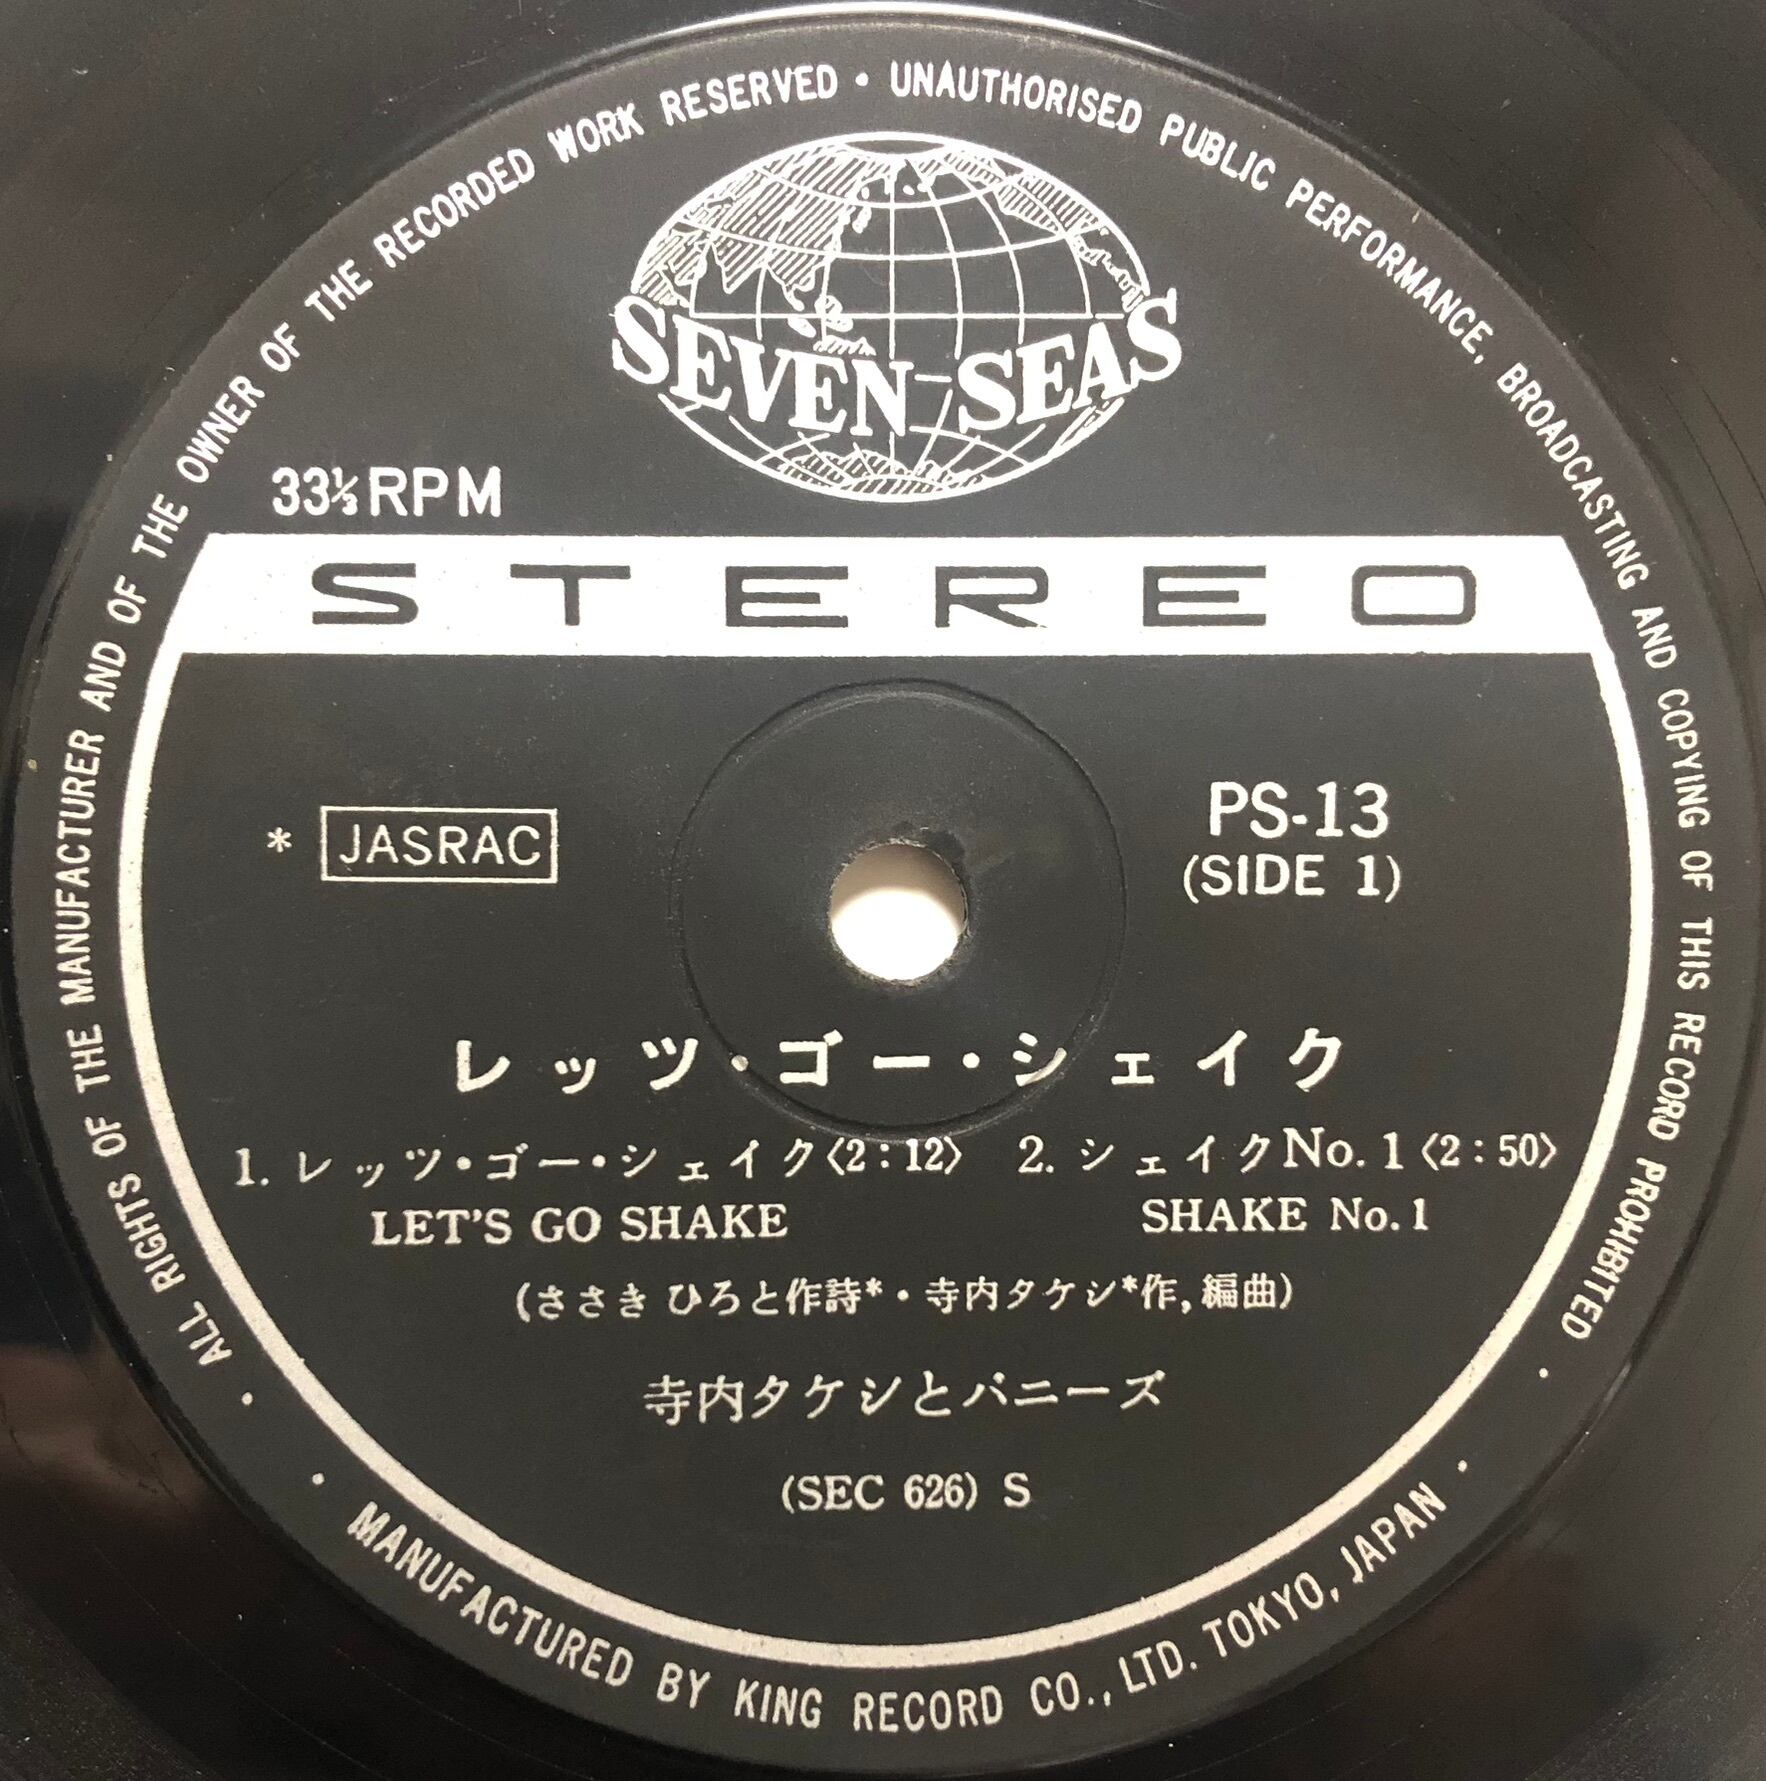 ALL RIGHTS OF THE MANUFACTURER AND OF THE OWNER OF THE RECORDED WORK RESERVED • UNAUTHORISED PUBLIC PERFORMANCE, BROADCASTING AND COPYING OF THIS RECORD PROHIBITED •
SEVEN-SEAS
33⅓RPM
STEREO
* JASRAC
PS-13
(SIDE 1)
レッツ・ゴー・シェイク
1. レッツ・ゴー・シェイク〈2:12〉 2. シェイクNo.1〈2:50〉
LET'S GO SHAKE SHAKE No.1
(ささき ひろと作詩*・寺内タケシ*作,編曲)
寺内タケシとバニーズ
(SEC 626) S
• MANUFACTURED BY KING RECORD CO., LTD. TOKYO, JAPAN •